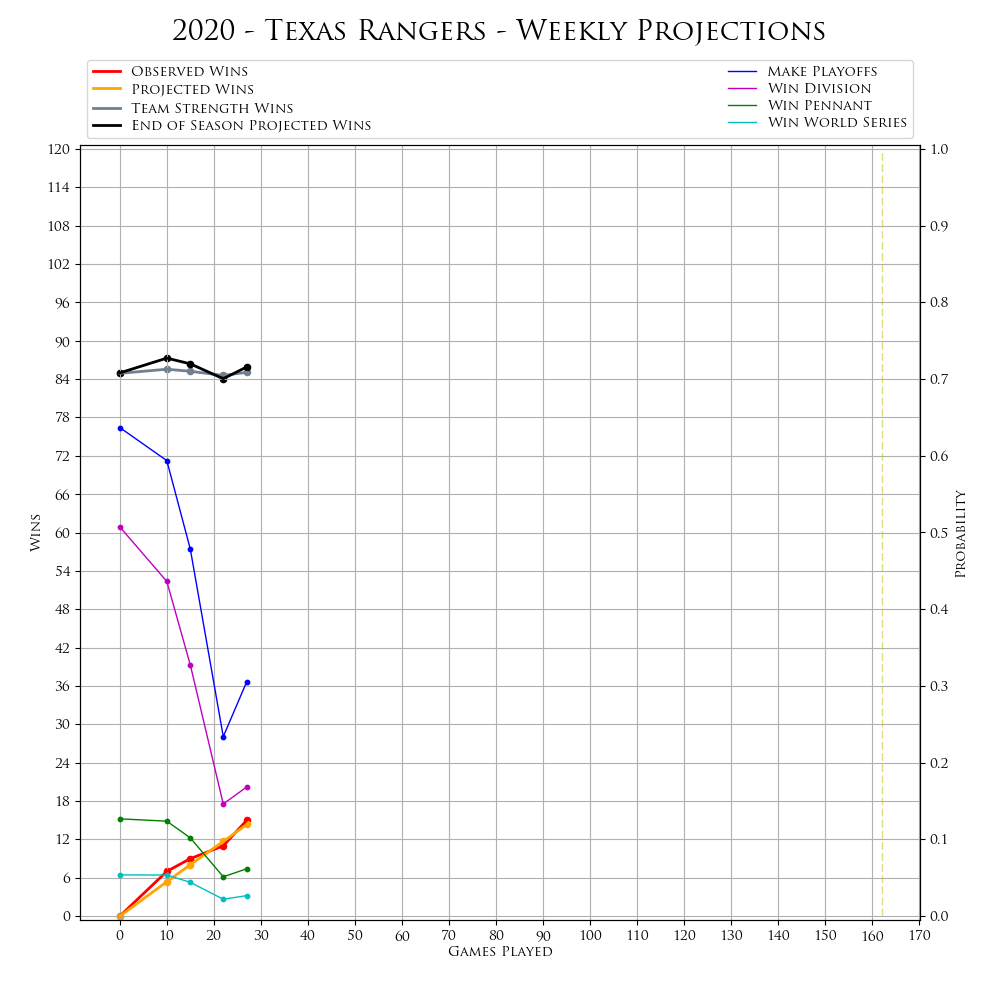 2020 - Texas Rangers - Weekly Projections
Observed Wins
Projected Wins
Team Strength Wins
End of Season Projected Wins
Make Playoffs
Win Division
Win Pennant
Win World Series
120
114
108
102
96
90
84
78
72
66
60
54
48
42
36
30
24
18
12
6
0
Wins
1.0
0.9
0.8
0.7
0.6
0.5
0.4
0.3
0.2
0.1
0.0
Probability
0 10 20 30 40 50 60 70 80 90 100 110 120 130 140 150 160 170
Games Played